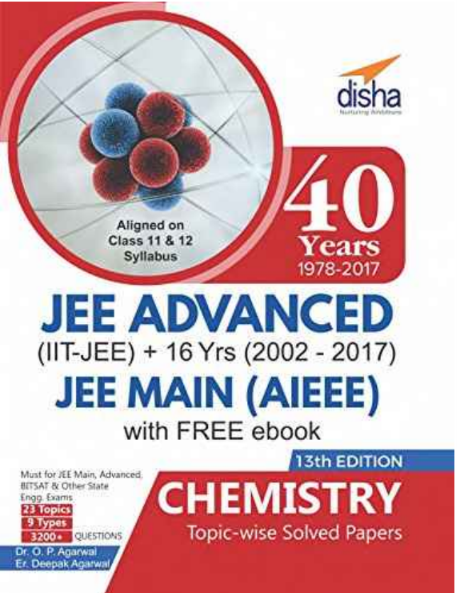 disha
Nurturing Ambitions
Aligned on
Class 11 & 12
Syllabus
40
Years
1978-2017
JEE ADVANCED
(IIT-JEE) + 16 Yrs (2002 - 2017)
JEE MAIN (AIEEE)
with FREE ebook
13th EDITION
Must for JEE Main, Advanced,
BITSAT & Other State
Engg. Exams
23 Topics
9 Types
3200+ QUESTIONS
CHEMISTRY
Topic-wise Solved Papers
Dr. O. P. Agarwal
Er. Deepak Agarwal